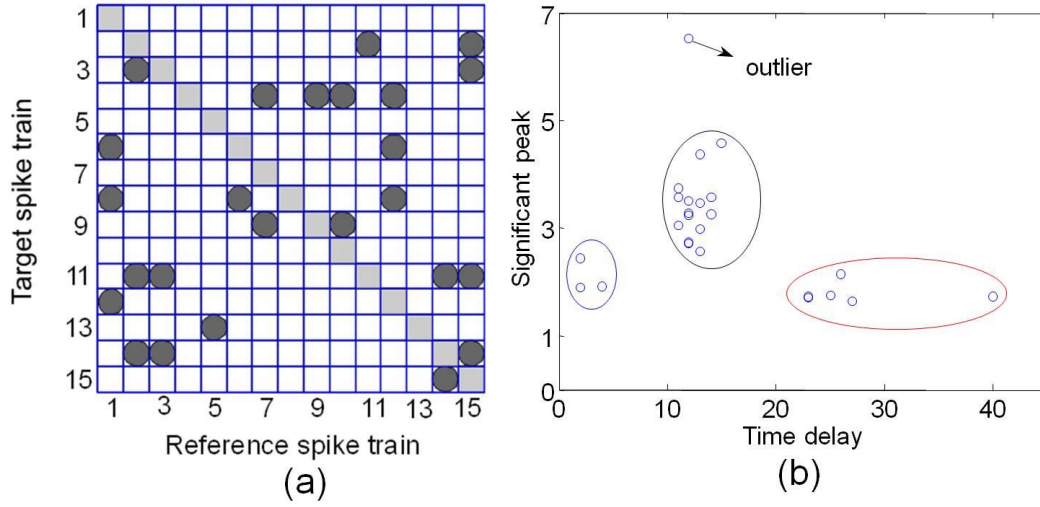 1
3
5
7
9
11
13
15
Target spike train
1 3 5 7 9 11 13 15
Reference spike train
(a)
7
5
3
1
0
Significant peak
outlier
0 10 20 30 40
Time delay
(b)